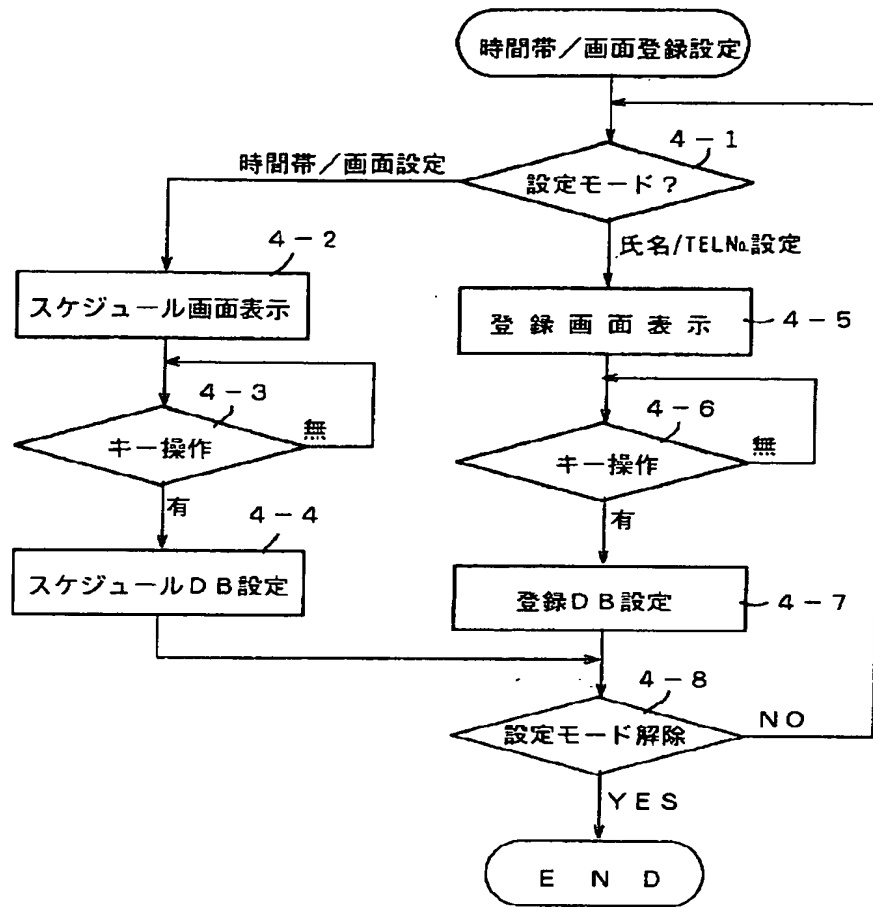 時間帯／画面登録設定
4－1
時間帯／画面設定
設定モード？
4－2
氏名/TEL№設定
スケジュール画面表示
登録画面表示
4－5
4－3
キー操作
無
4－6
キー操作
無
有
有
4－4
スケジュールＤＢ設定
登録ＤＢ設定
4－7
4－8
設定モード解除
ＮＯ
ＹＥＳ
ＥＮＤ